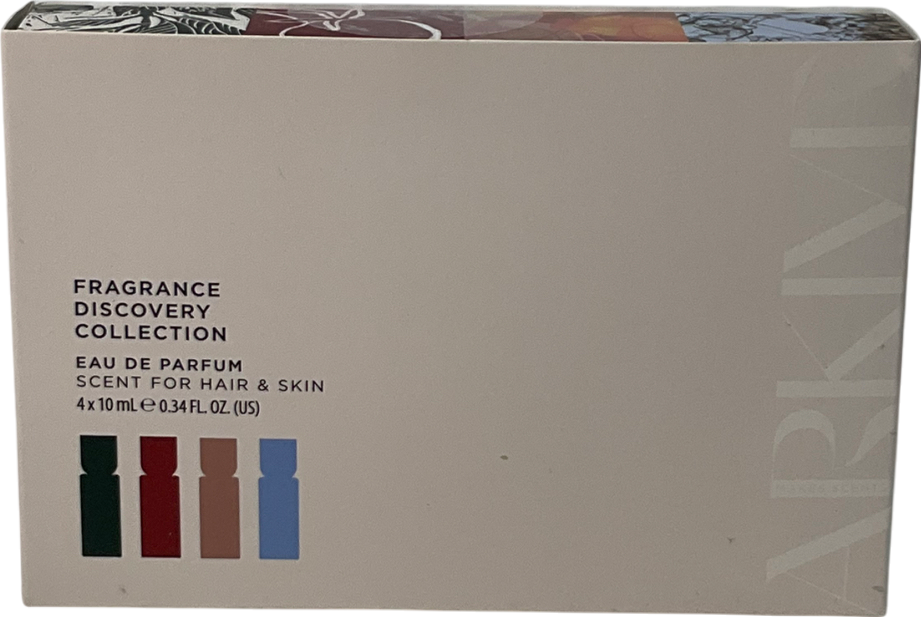 FRAGRANCE
DISCOVERY
COLLECTION
EAU DE PARFUM
SCENT FOR HAIR & SKIN
4 x 10 mL ℮ 0.34 FL. OZ. (US)
ARKIVE